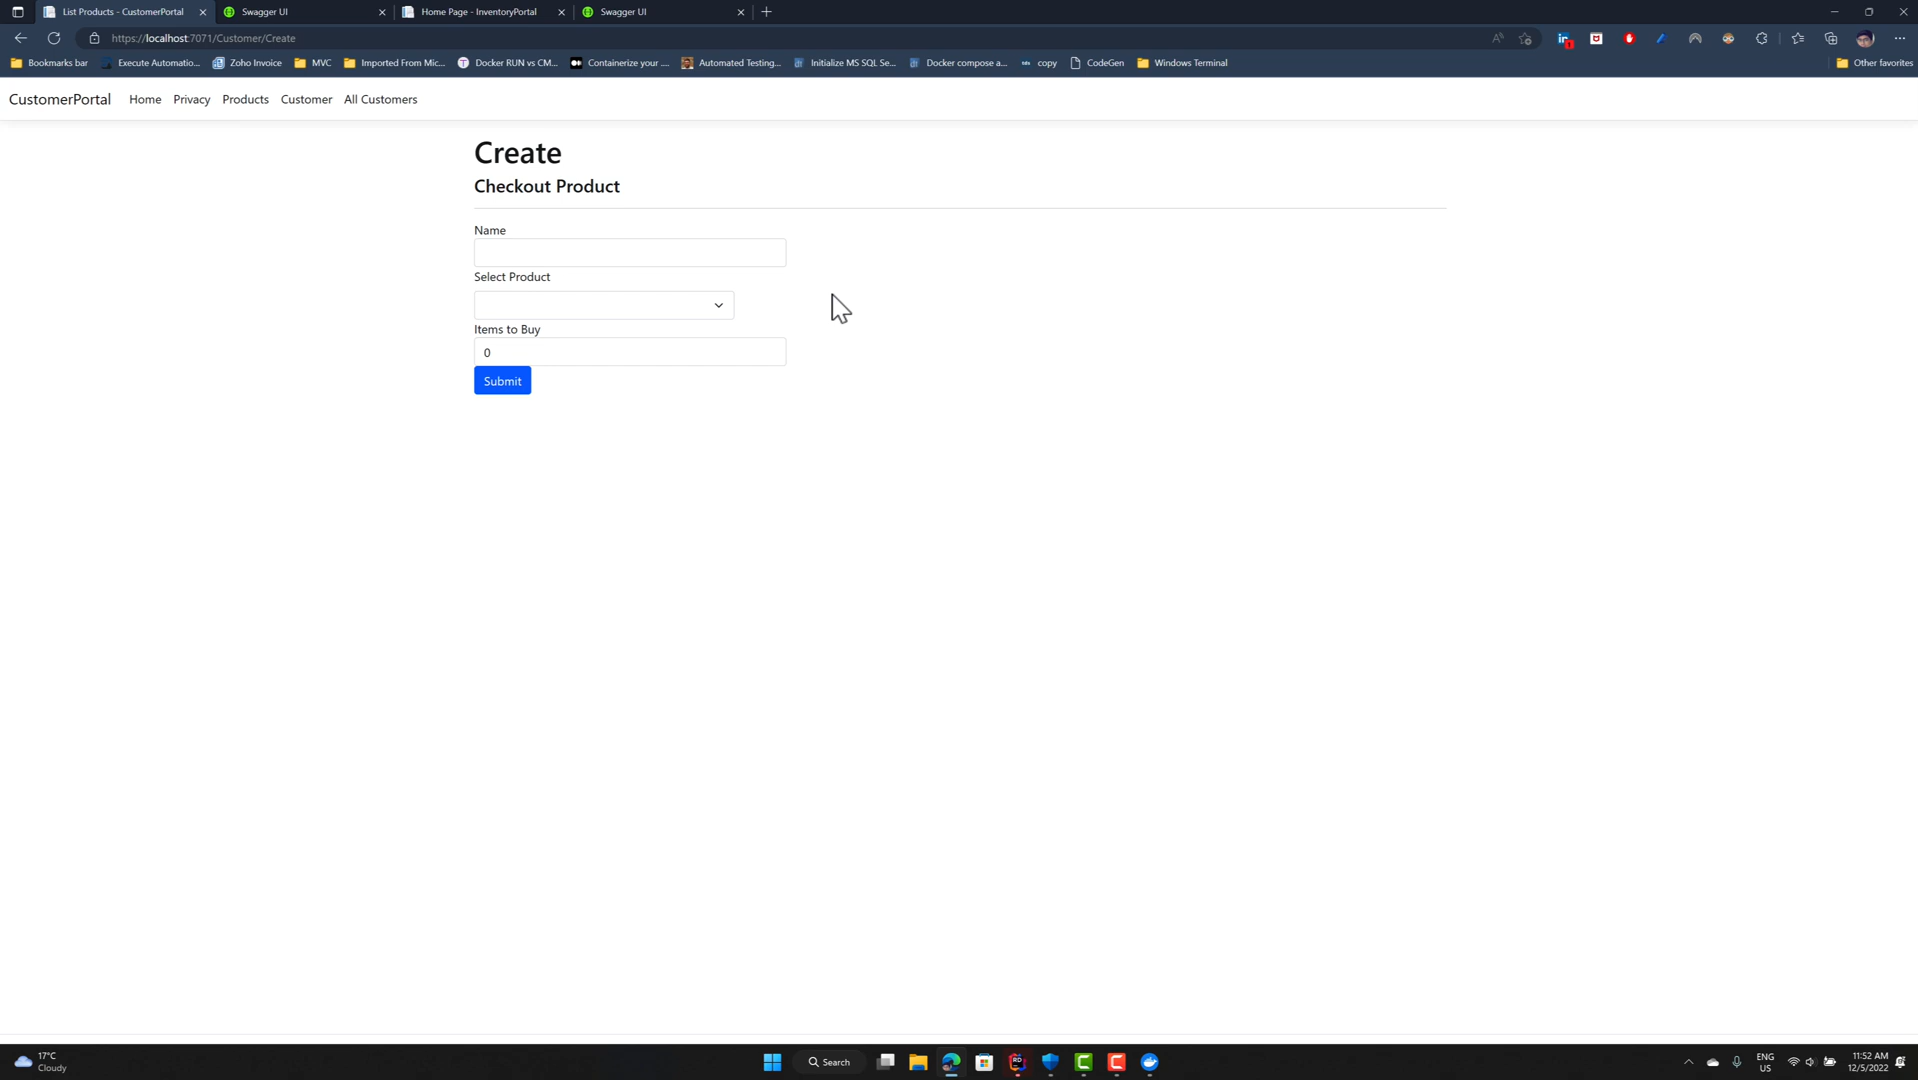 List Products - CustomerPortal
Swagger UI
Home Page - InventoryPortal
Swagger UI
https://localhost:7071/Customer/Create
Bookmarks bar
Execute Automatio...
Zoho Invoice
MVC
Imported From Mic...
Docker RUN vs CM...
Containerize your ....
Automated Testing...
Initialize MS SQL Se...
Docker compose a...
copy
CodeGen
Windows Terminal
Other favorites
CustomerPortal
Home
Privacy
Products
Customer
All Customers
Create
Checkout Product
Name
Select Product
Items to Buy
0
Submit
17°C
Cloudy
Search
ENG
US
11:52 AM
12/5/2022